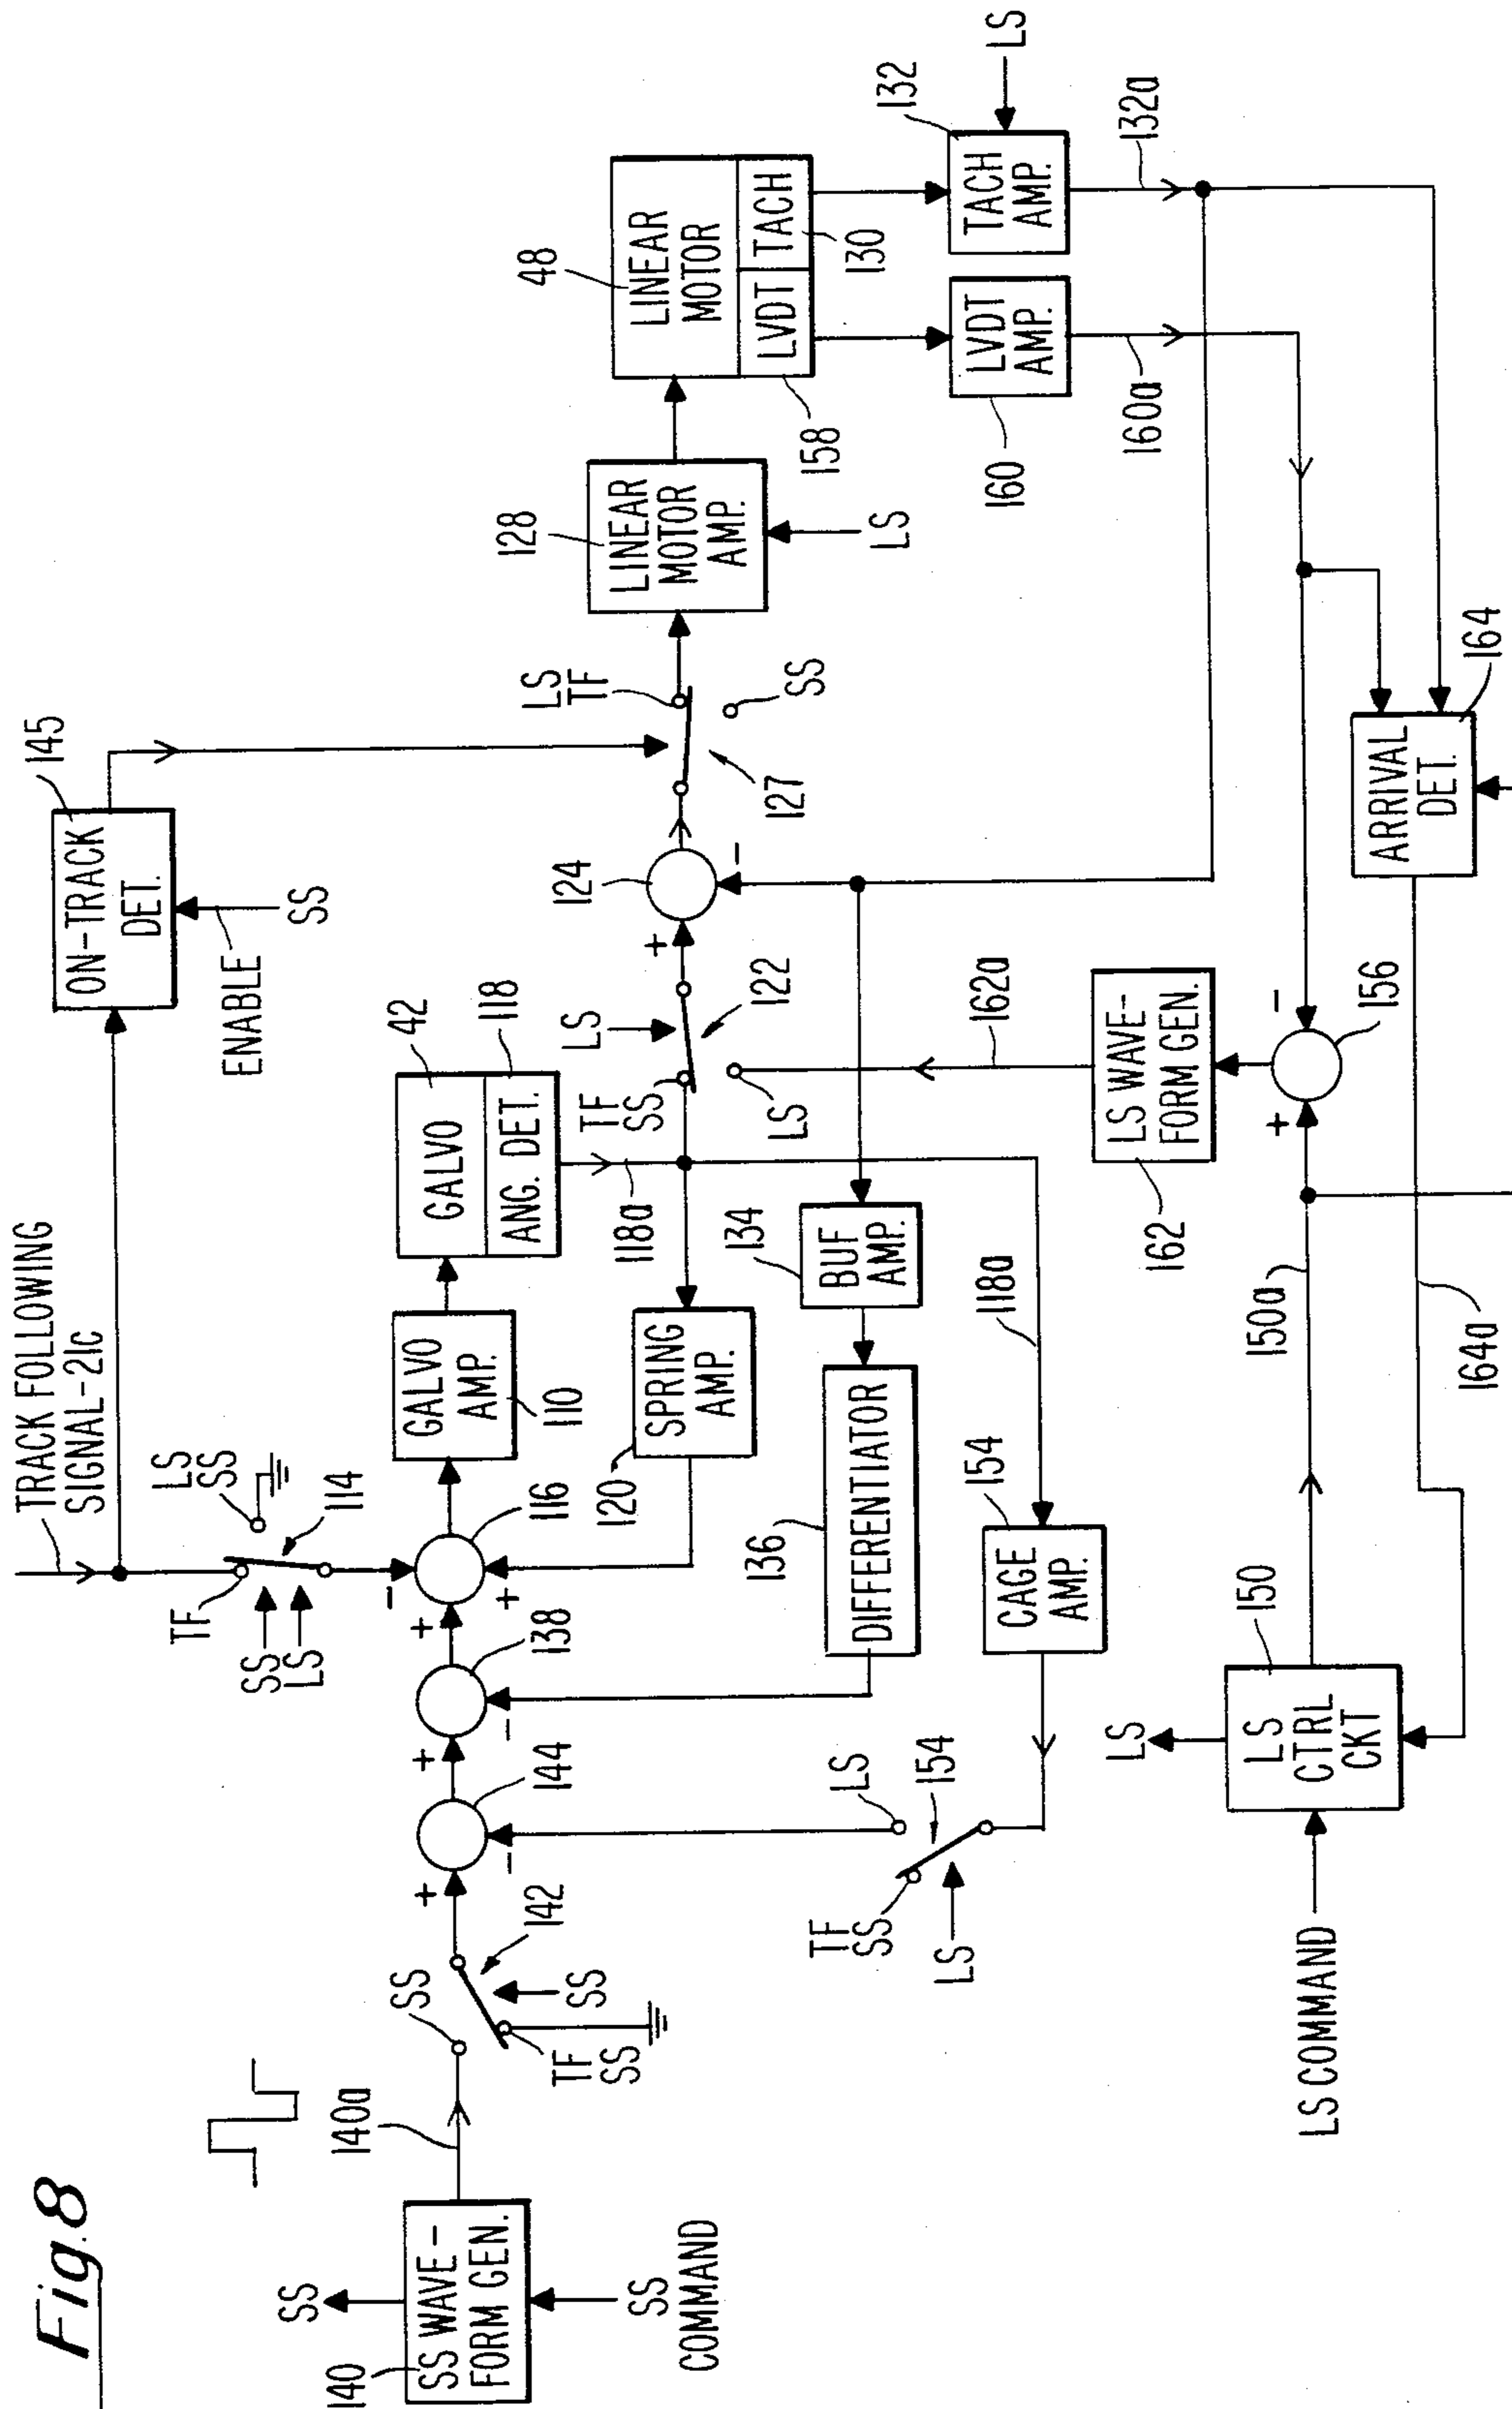 Fig. 8
TRACK FOLLOWING
SIGNAL-21c
ON-TRACK
DET.
145
ENABLE
SS
LS
SS
114
TF
SS
LS
SS WAVE-
FORM GEN.
140
SS
SS
COMMAND
140a
SS
142
TF
SS
SS
+
-
144
+
-
138
+
-
+
116
GALVO
AMP.
110
GALVO
ANG. DET.
42
118
118a
SPRING
AMP.
120
TF
SS
LS
LS
122
+
-
124
127
LS
TF
SS
LINEAR
MOTOR
AMP.
128
LS
LINEAR
MOTOR
48
LVDT
TACH
158
130
TACH
AMP.
132
LS
132a
LVDT
AMP.
160
160a
BUF
AMP.
134
DIFFERENTIATOR
136
118a
CAGE
AMP.
154
LS
154
TF
SS
LS
LS WAVE-
FORM GEN.
162
162a
+
-
156
ARRIVAL
DET.
164
164a
150a
LS
CTRL
CKT
150
LS
LS COMMAND